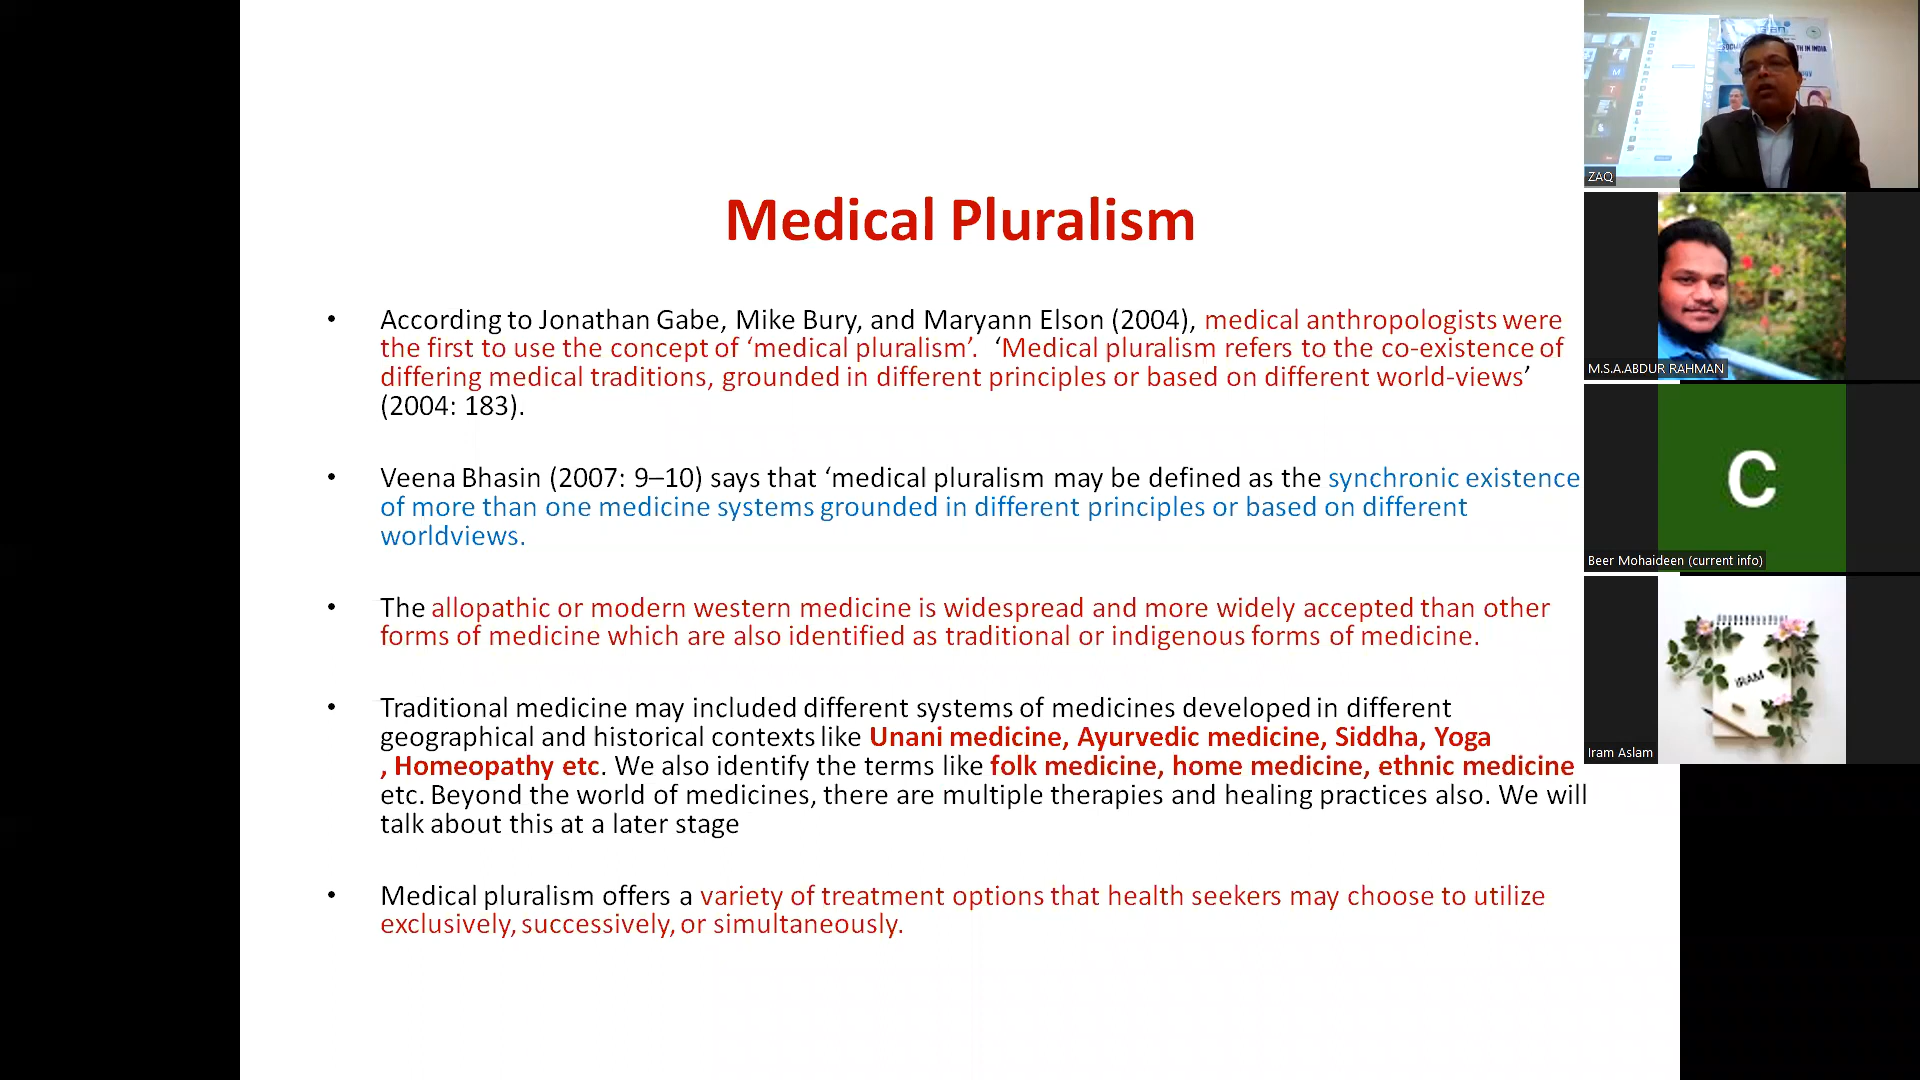 Medical Pluralism
• According to Jonathan Gabe, Mike Bury, and Maryann Elson (2004), medical anthropologists were
the first to use the concept of ‘medical pluralism’. ‘Medical pluralism refers to the co-existence of
differing medical traditions, grounded in different principles or based on different world-views’
(2004: 183).
• Veena Bhasin (2007: 9–10) says that ‘medical pluralism may be defined as the synchronic existence
of more than one medicine systems grounded in different principles or based on different
worldviews.
• The allopathic or modern western medicine is widespread and more widely accepted than other
forms of medicine which are also identified as traditional or indigenous forms of medicine.
• Traditional medicine may included different systems of medicines developed in different
geographical and historical contexts like Unani medicine, Ayurvedic medicine, Siddha, Yoga
, Homeopathy etc. We also identify the terms like folk medicine, home medicine, ethnic medicine
etc. Beyond the world of medicines, there are multiple therapies and healing practices also. We will
talk about this at a later stage
• Medical pluralism offers a variety of treatment options that health seekers may choose to utilize
exclusively, successively, or simultaneously.
ZAQ
M.S.A.ABDUR RAHMAN
C
Beer Mohaideen (current info)
IRAM
Iram Aslam